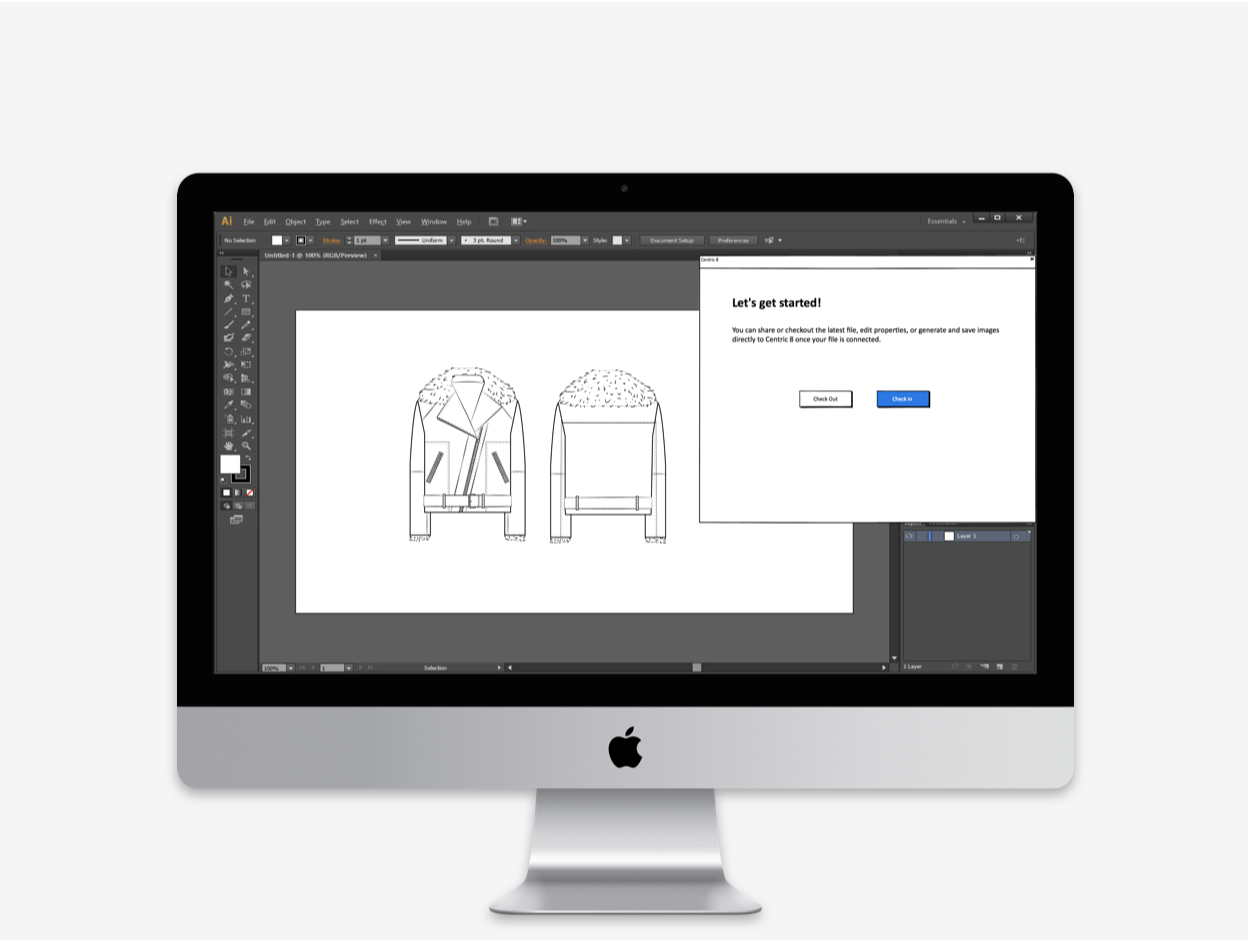 Ai File Edit Object Type Select Effect View Window Help Essentials
No Selection Stroke: 1 pt Uniform 3 pt. Round Opacity: 100% Style: Document Setup Preferences
Untitled-1 @ 100% (RGB/Preview) ×
Centric 8
Let's get started!
You can share or checkout the latest file, edit properties, or generate and save images
directly to Centric 8 once your file is connected.
Check Out Check In
Layer 1
100% 1 Selection 1 Layer